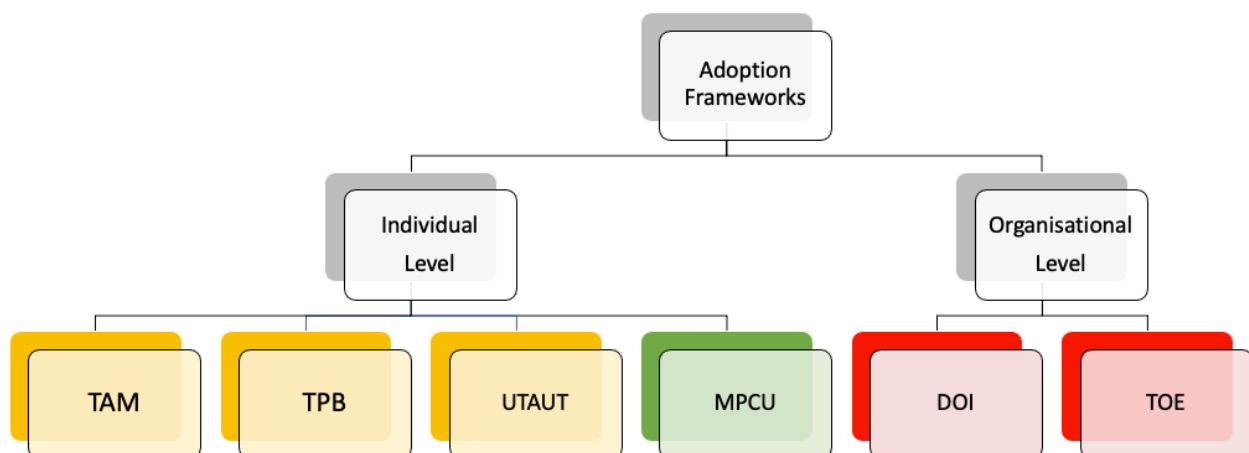 Adoption
Frameworks
Individual
Level
Organisational
Level
TAM
TPB
UTAUT
MPCU
DOI
TOE